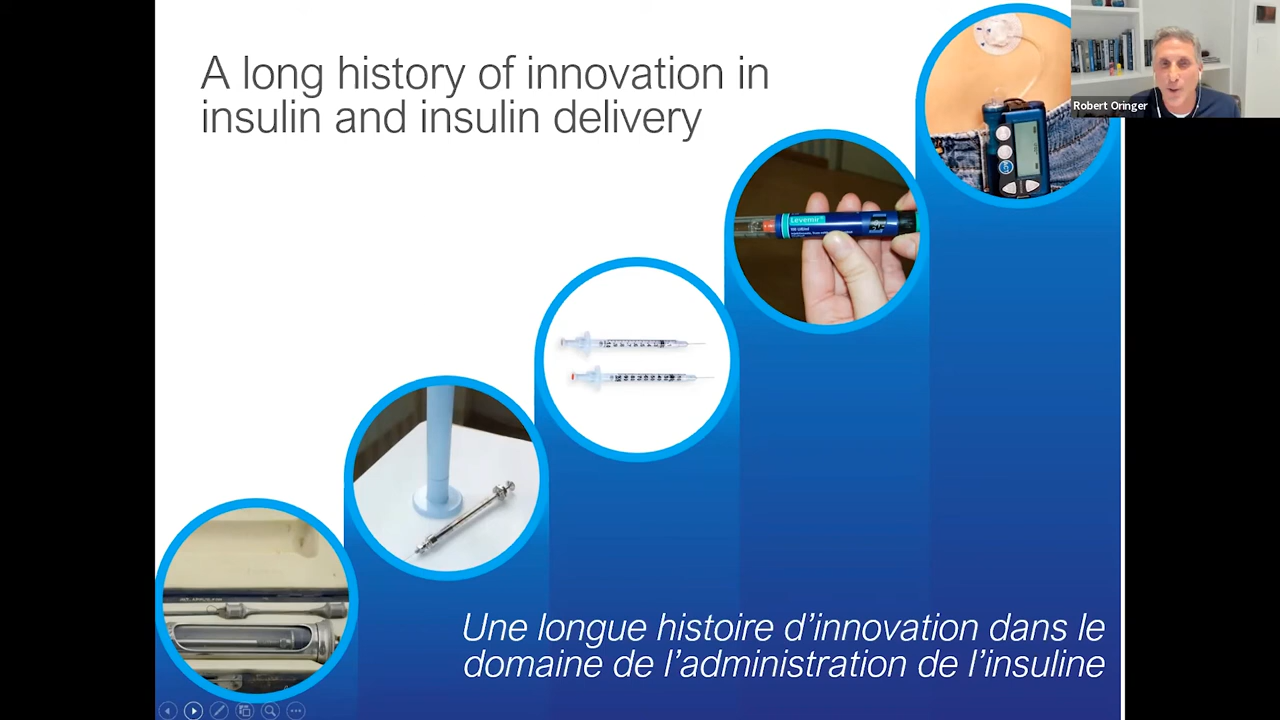 A long history of innovation in
insulin and insulin delivery
Robert Oringer
Levemir
Une longue histoire d’innovation dans le
domaine de l’administration de l’insuline